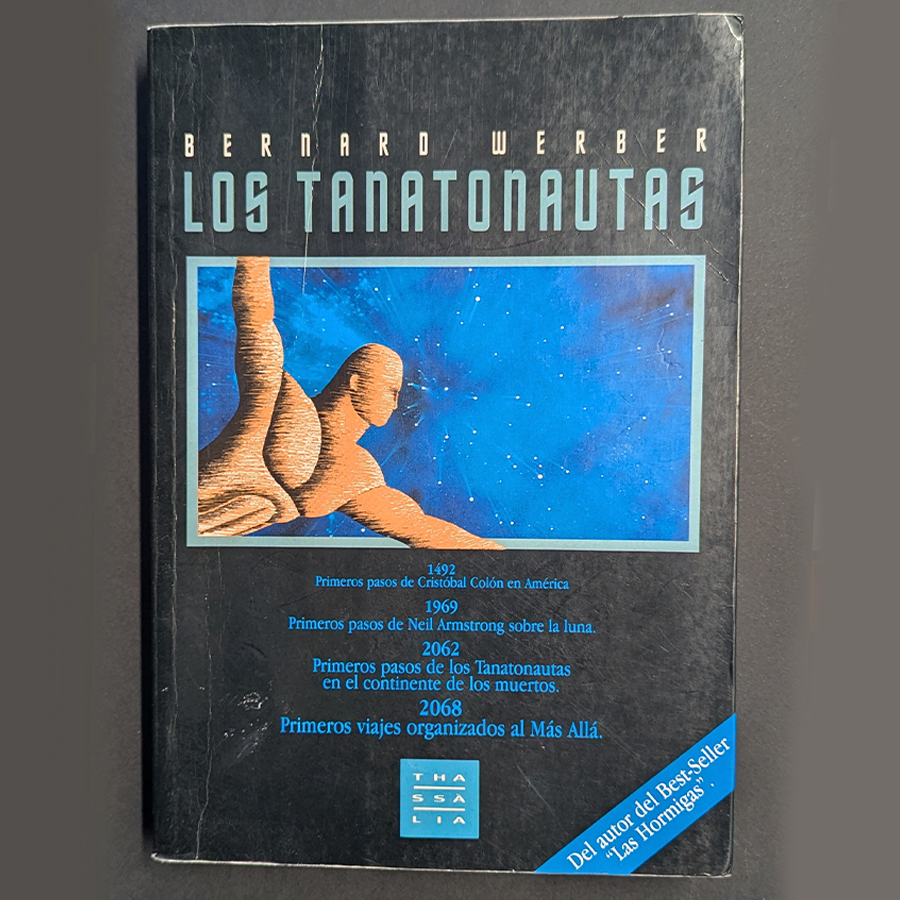 BERNARD WERBER
LOS TANATONAUTAS
1492
Primeros pasos de Cristóbal Colón en América
1969
Primeros pasos de Neil Armstrong sobre la luna.
2062
Primeros pasos de los Tanatonautas
en el continente de los muertos.
2068
Primeros viajes organizados al Más Allá.
THA
SSÀ
LIA
Del autor del Best-Seller
"Las Hormigas".